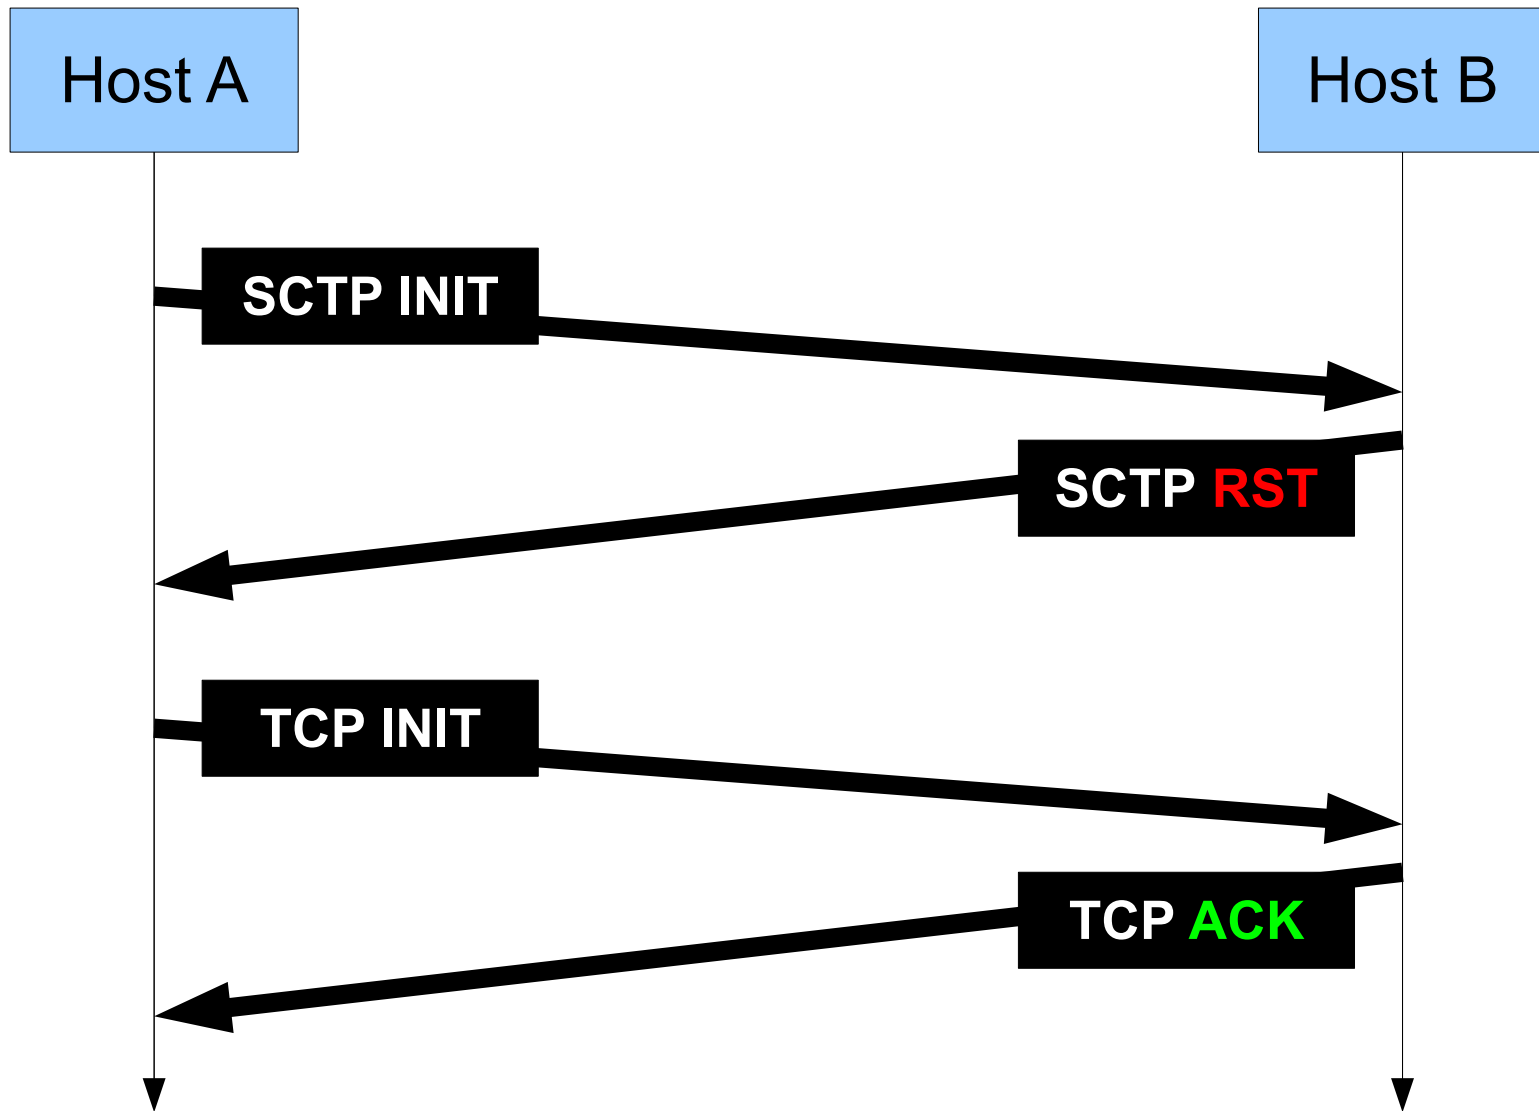 Host A
Host B
SCTP INIT
SCTP RST
TCP INIT
TCP ACK